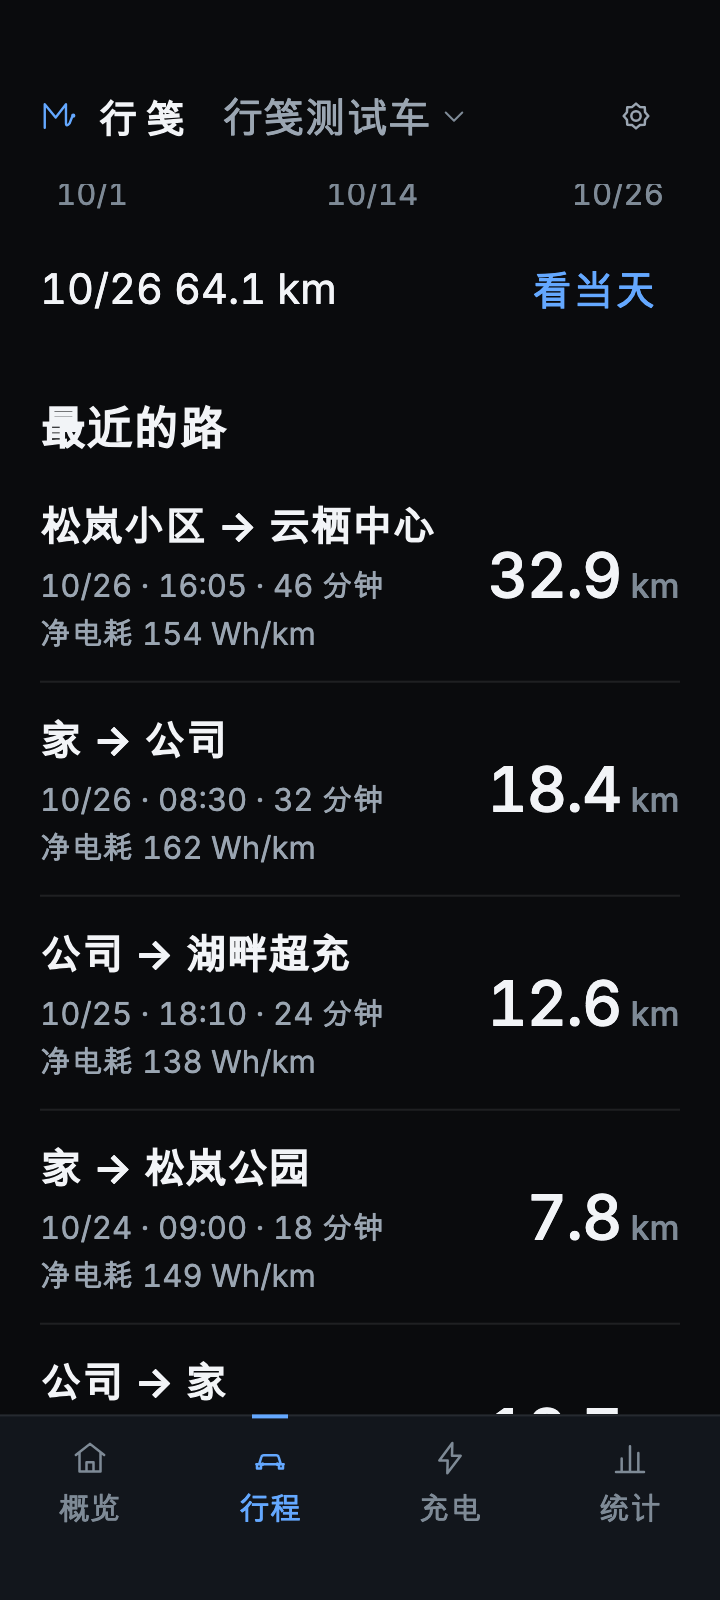 行笺 行笺测试车
10/1 10/14 10/26
10/26 64.1 km 看当天
最近的路
松岚小区 → 云栖中心
10/26 · 16:05 · 46 分钟
32.9 km
净电耗 154 Wh/km
家 → 公司
10/26 · 08:30 · 32 分钟
18.4 km
净电耗 162 Wh/km
公司 → 湖畔超充
10/25 · 18:10 · 24 分钟
12.6 km
净电耗 138 Wh/km
家 → 松岚公园
10/24 · 09:00 · 18 分钟
7.8 km
净电耗 149 Wh/km
公司 → 家
概览 行程 充电 统计